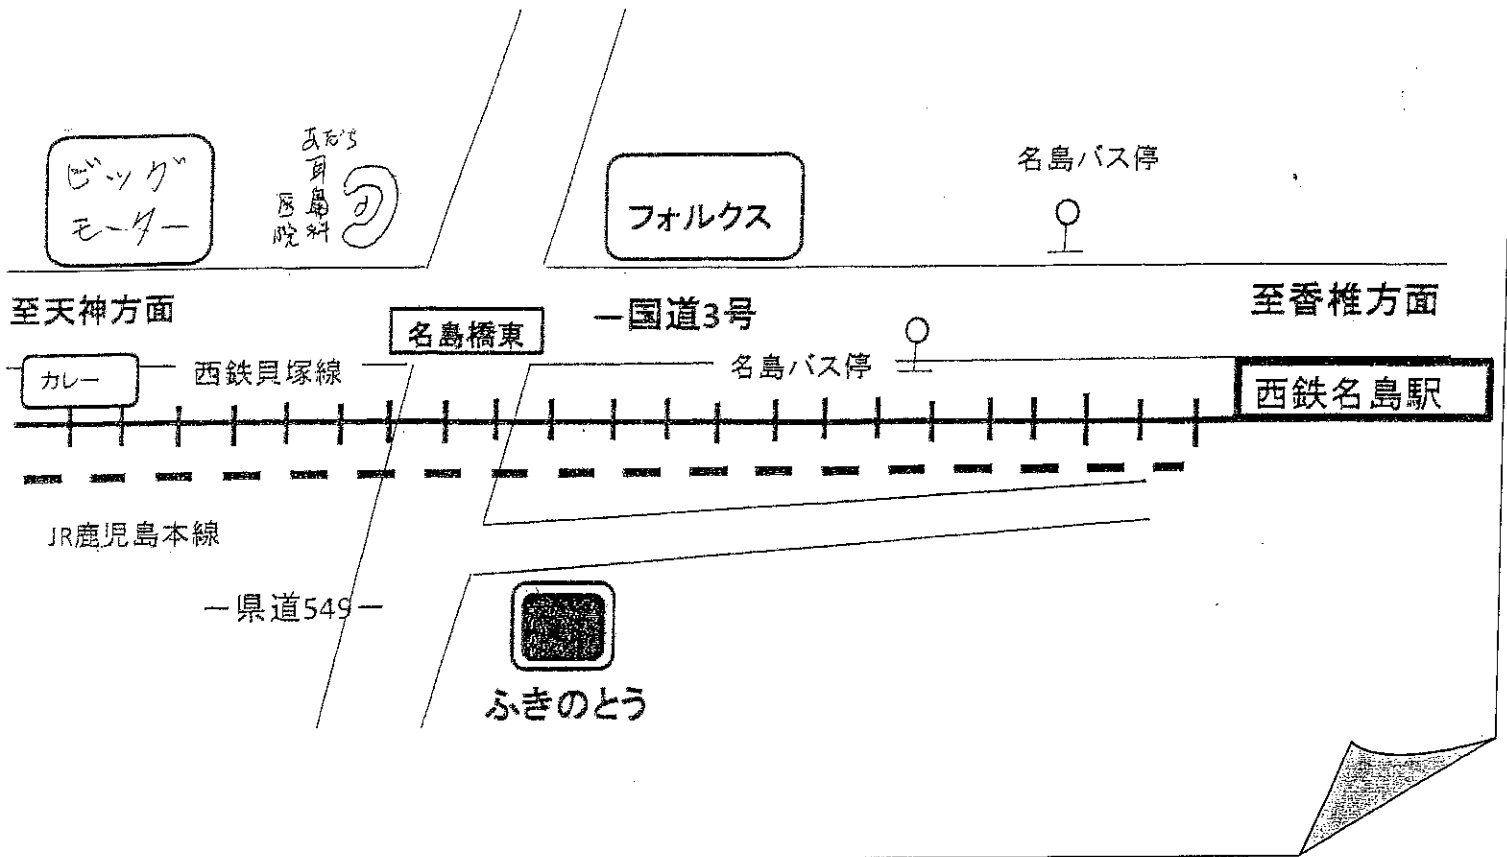 ビッグ
モーター
あだち
耳鼻科
医院
フォルクス
名島バス停
至天神方面
名島橋東
ー国道3号
至香椎方面
カレー
西鉄貝塚線
名島バス停
西鉄名島駅
JR鹿児島本線
ー県道549ー
ふきのとう